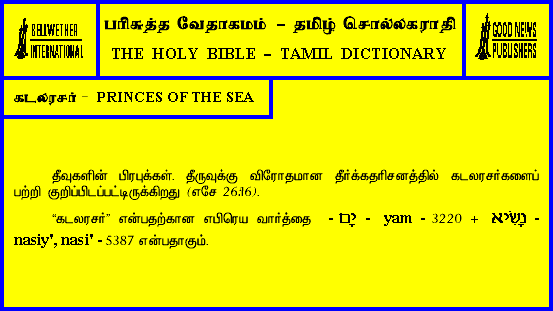 BELLWETHER
INTERNATIONAL
பரிசுத்த வேதாகமம் – தமிழ் சொல்லகராதி
THE HOLY BIBLE – TAMIL DICTIONARY
GOOD NEWS
PUBLISHERS
கடலரசர் – PRINCES OF THE SEA
தீவுகளின் பிரபுக்கள். தீருவுக்கு விரோதமான தீர்க்கதரிசனத்தில் கடலரசர்களைப்
பற்றி குறிப்பிடப்பட்டிருக்கிறது (எசே 26:16).
“கடலரசர்” என்பதற்கான எபிரெய வார்த்தை - יָם - yam - 3220 + נָשִׂיא -
nasiy', nasi' - 5387 என்பதாகும்.